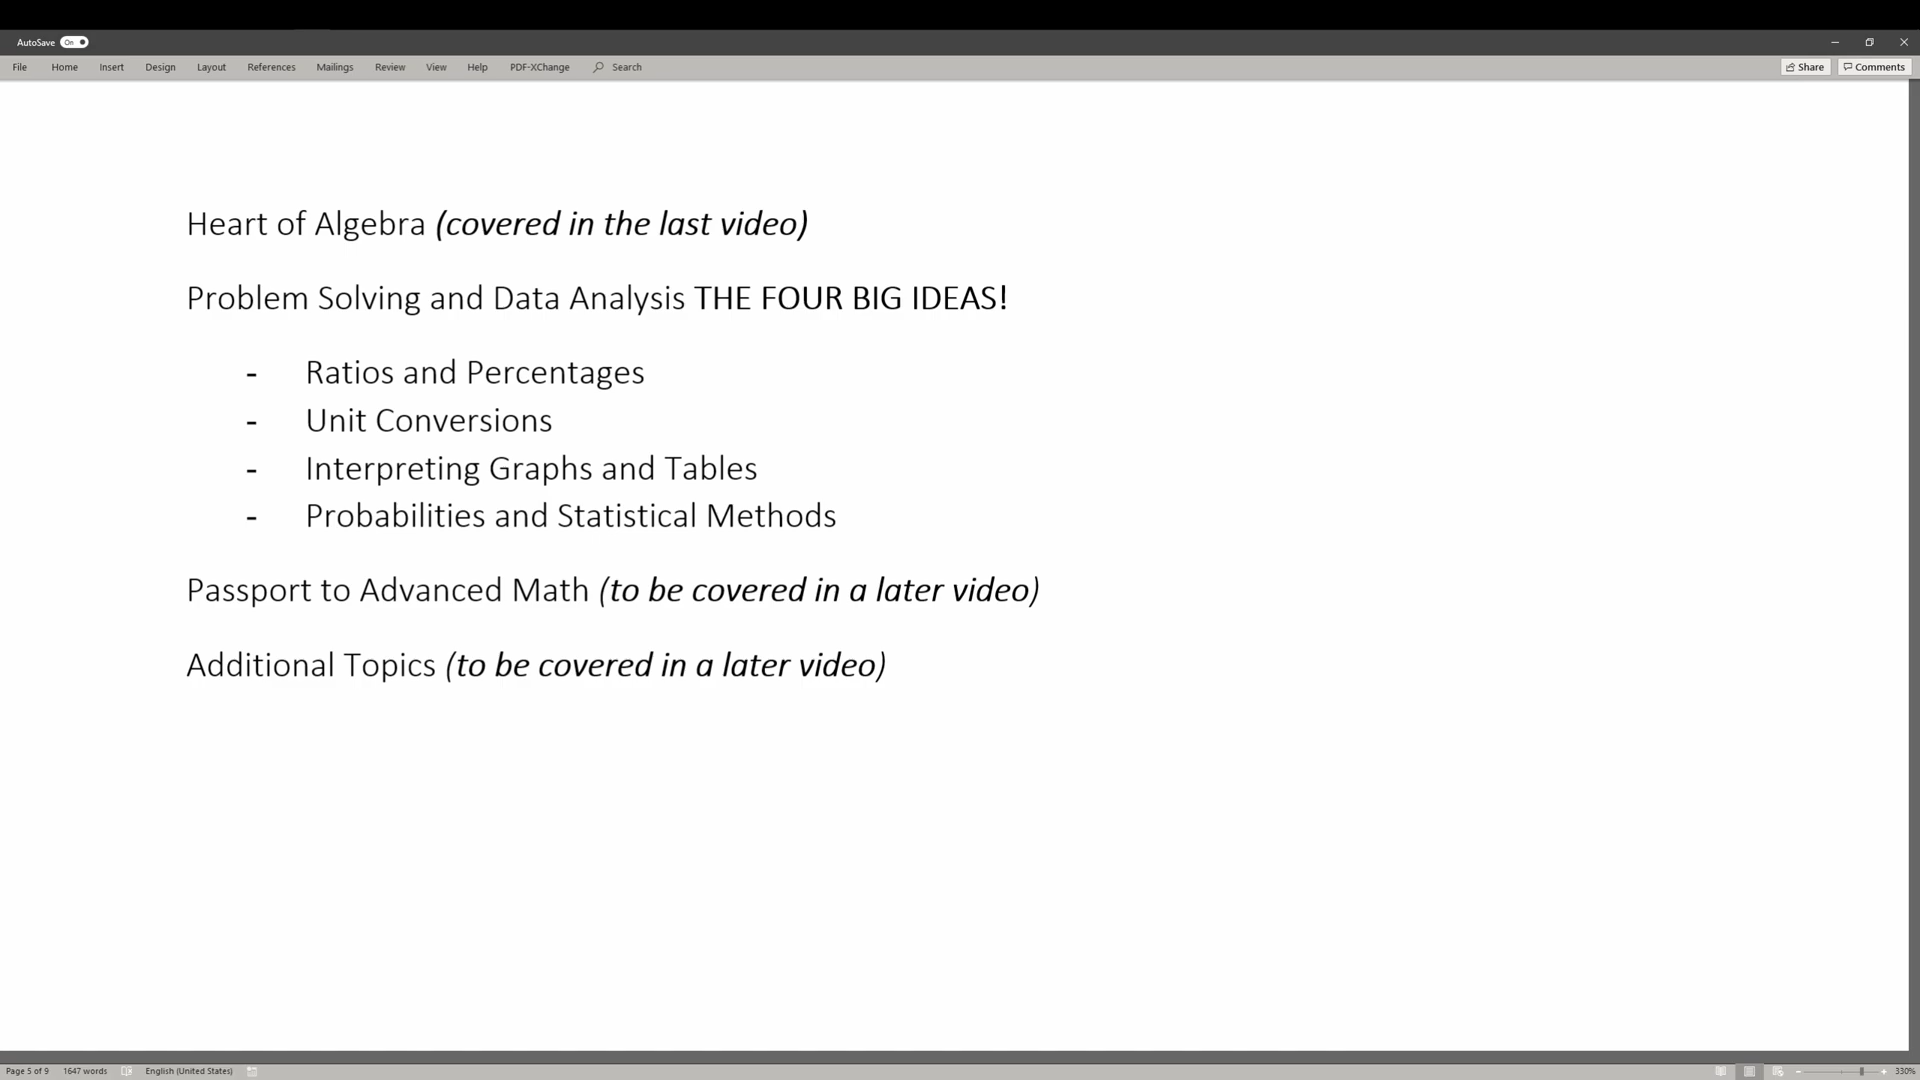 AutoSave On
File Home Insert Design Layout References Mailings Review View Help PDF-XChange Search Share Comments
Heart of Algebra (covered in the last video)
Problem Solving and Data Analysis THE FOUR BIG IDEAS!
- Ratios and Percentages
- Unit Conversions
- Interpreting Graphs and Tables
- Probabilities and Statistical Methods
Passport to Advanced Math (to be covered in a later video)
Additional Topics (to be covered in a later video)
Page 5 of 9 1647 words English (United States) 330%